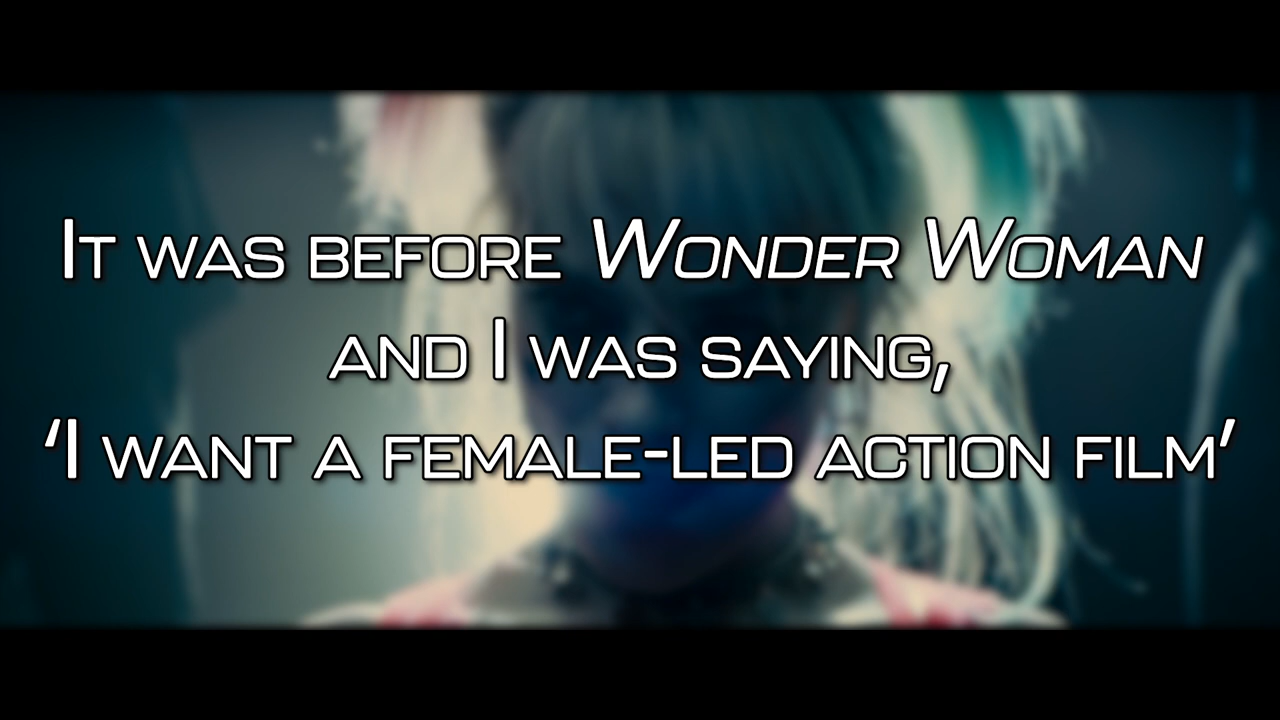 It was before Wonder Woman
and I was saying,
‘I want a female-led action film’